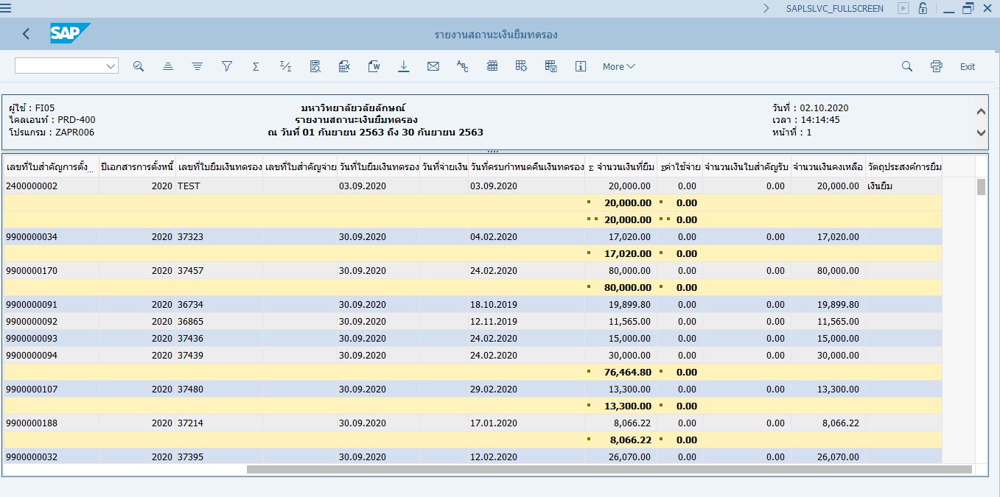 SAPLSLVC_FULLSCREEN
SAP รายงานสถานะเงินยืมทดรอง
More Exit
ผู้ใช้ : FI05 มหาวิทยาลัยวลัยลักษณ์ วันที่ : 02.10.2020
ไคลเอนท์ : PRD-400 รายงานสถานะเงินยืมทดรอง เวลา : 14:14:45
โปรแกรม : ZAPR006 ณ วันที่ 01 กันยายน 2563 ถึง 30 กันยายน 2563 หน้าที่ : 1
เลขที่ใบสำคัญการตั้ง... ปีเอกสารการตั้งหนี้ เลขที่ใบยืมเงินทดรอง เลขที่ใบสำคัญจ่าย วันที่ใบยืมเงินทดรอง วันที่จ่ายเงิน วันที่ครบกำหนดคืนเงินทดรอง Σ จำนวนเงินที่ยืม Σค่าใช้จ่าย จำนวนเงินใบสำคัญรับ จำนวนเงินคงเหลือ วัตถุประสงค์การยืม
2400000002 2020 TEST 03.09.2020 03.09.2020 20,000.00 0.00 0.00 20,000.00 เงินยืม
20,000.00 0.00
20,000.00 0.00
9900000034 2020 37323 30.09.2020 04.02.2020 17,020.00 0.00 0.00 17,020.00
17,020.00 0.00
9900000170 2020 37457 30.09.2020 24.02.2020 80,000.00 0.00 0.00 80,000.00
80,000.00 0.00
9900000091 2020 36734 30.09.2020 18.10.2019 19,899.80 0.00 0.00 19,899.80
9900000092 2020 36865 30.09.2020 12.11.2019 11,565.00 0.00 0.00 11,565.00
9900000093 2020 37436 30.09.2020 24.02.2020 15,000.00 0.00 0.00 15,000.00
9900000094 2020 37439 30.09.2020 24.02.2020 30,000.00 0.00 0.00 30,000.00
76,464.80 0.00
9900000107 2020 37480 30.09.2020 29.02.2020 13,300.00 0.00 0.00 13,300.00
13,300.00 0.00
9900000188 2020 37214 30.09.2020 17.01.2020 8,066.22 0.00 0.00 8,066.22
8,066.22 0.00
9900000032 2020 37395 30.09.2020 12.02.2020 26,070.00 0.00 0.00 26,070.00